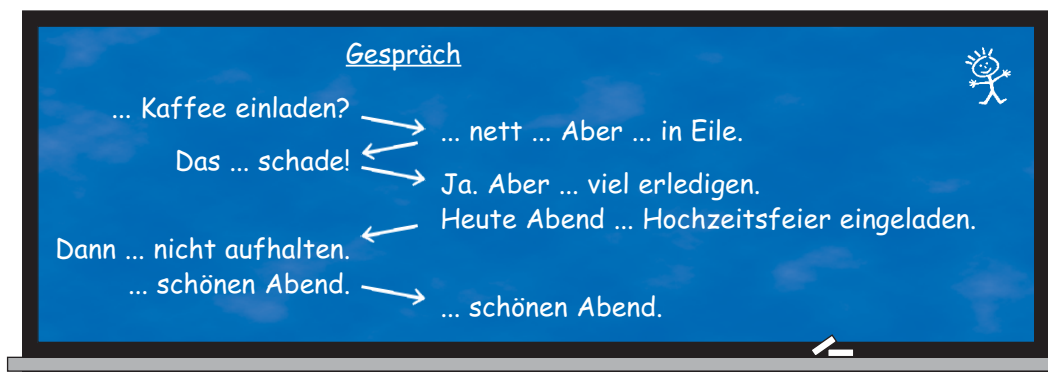 Gespräch
... Kaffee einladen?
... nett ... Aber ... in Eile.
Das ... schade!
Ja. Aber ... viel erledigen.
Heute Abend ... Hochzeitsfeier eingeladen.
Dann ... nicht aufhalten.
... schönen Abend.
... schönen Abend.